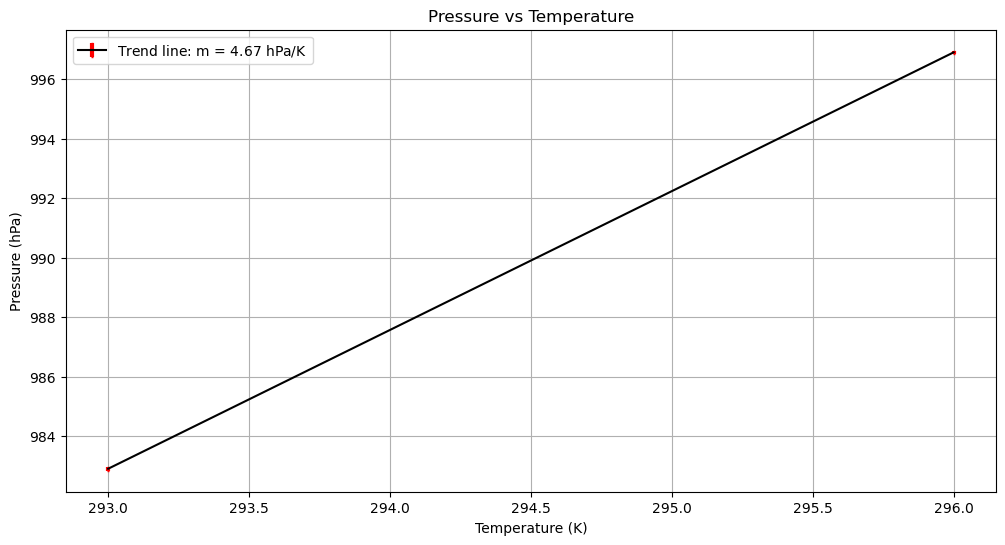 Pressure vs Temperature
Trend line: m = 4.67 hPa/K
996
994
992
990
988
986
984
Pressure (hPa)
293.0 293.5 294.0 294.5 295.0 295.5 296.0
Temperature (K)